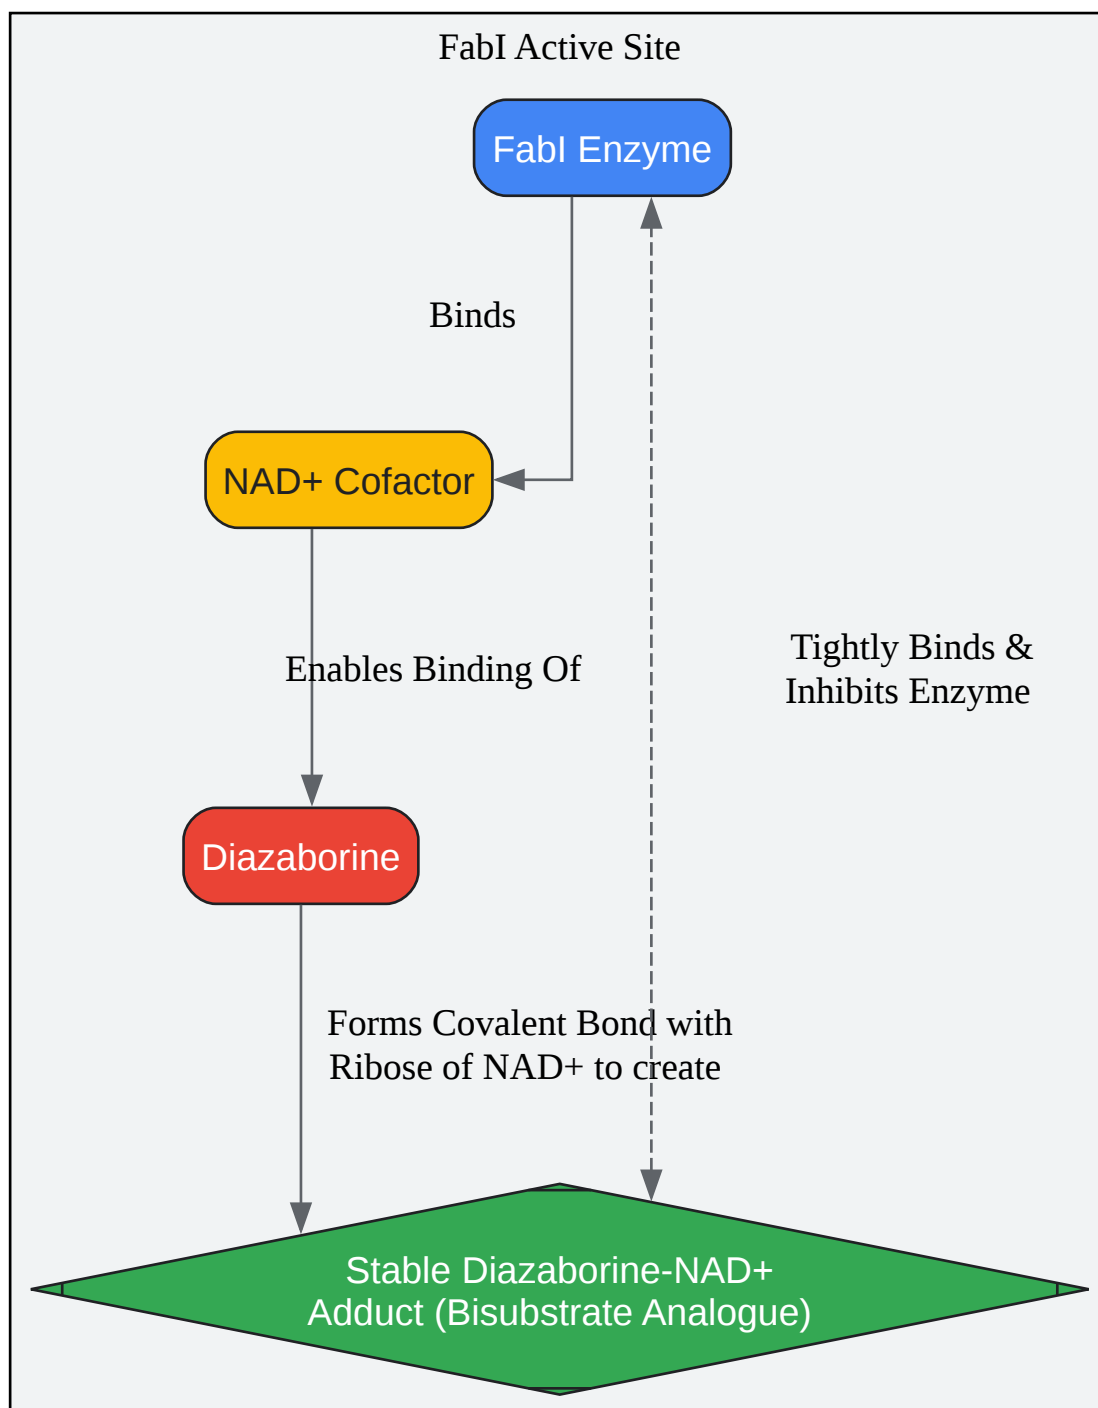 FabI Active Site
FabI Enzyme
Binds
NAD+ Cofactor
Enables Binding Of
Tightly Binds &
Inhibits Enzyme
Diazaborine
Forms Covalent Bond with
Ribose of NAD+ to create
Stable Diazaborine-NAD+
Adduct (Bisubstrate Analogue)